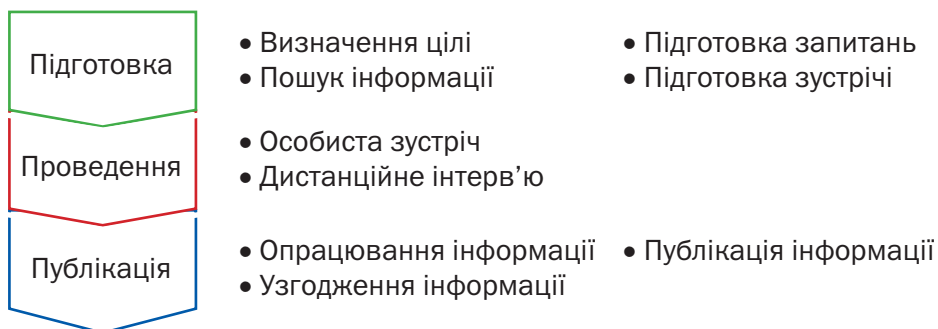 Підготовка
• Визначення цілі
• Пошук інформації
• Підготовка запитань
• Підготовка зустрічі
Проведення
• Особиста зустріч
• Дистанційне інтерв’ю
Публікація
• Опрацювання інформації
• Узгодження інформації
• Публікація інформації